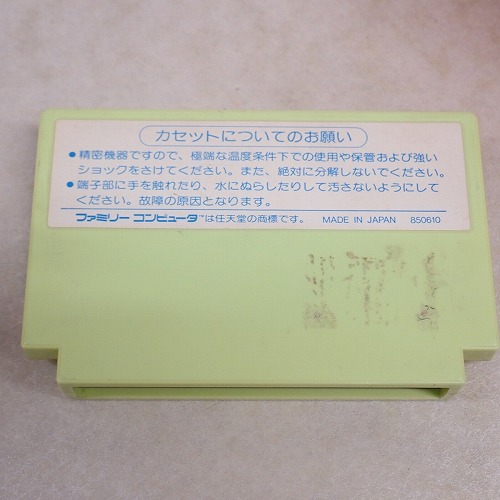 カセットについてのお願い
●精密機器ですので、極端な温度条件下での使用や保管および強い
ショックをさけてください。また、絶対に分解しないでください。
●端子部に手を触れたり、水にぬらしたりして汚さないようにして
ください。故障の原因となります。
ファミリー コンピュータ™は任天堂の商標です。 MADE IN JAPAN 850610